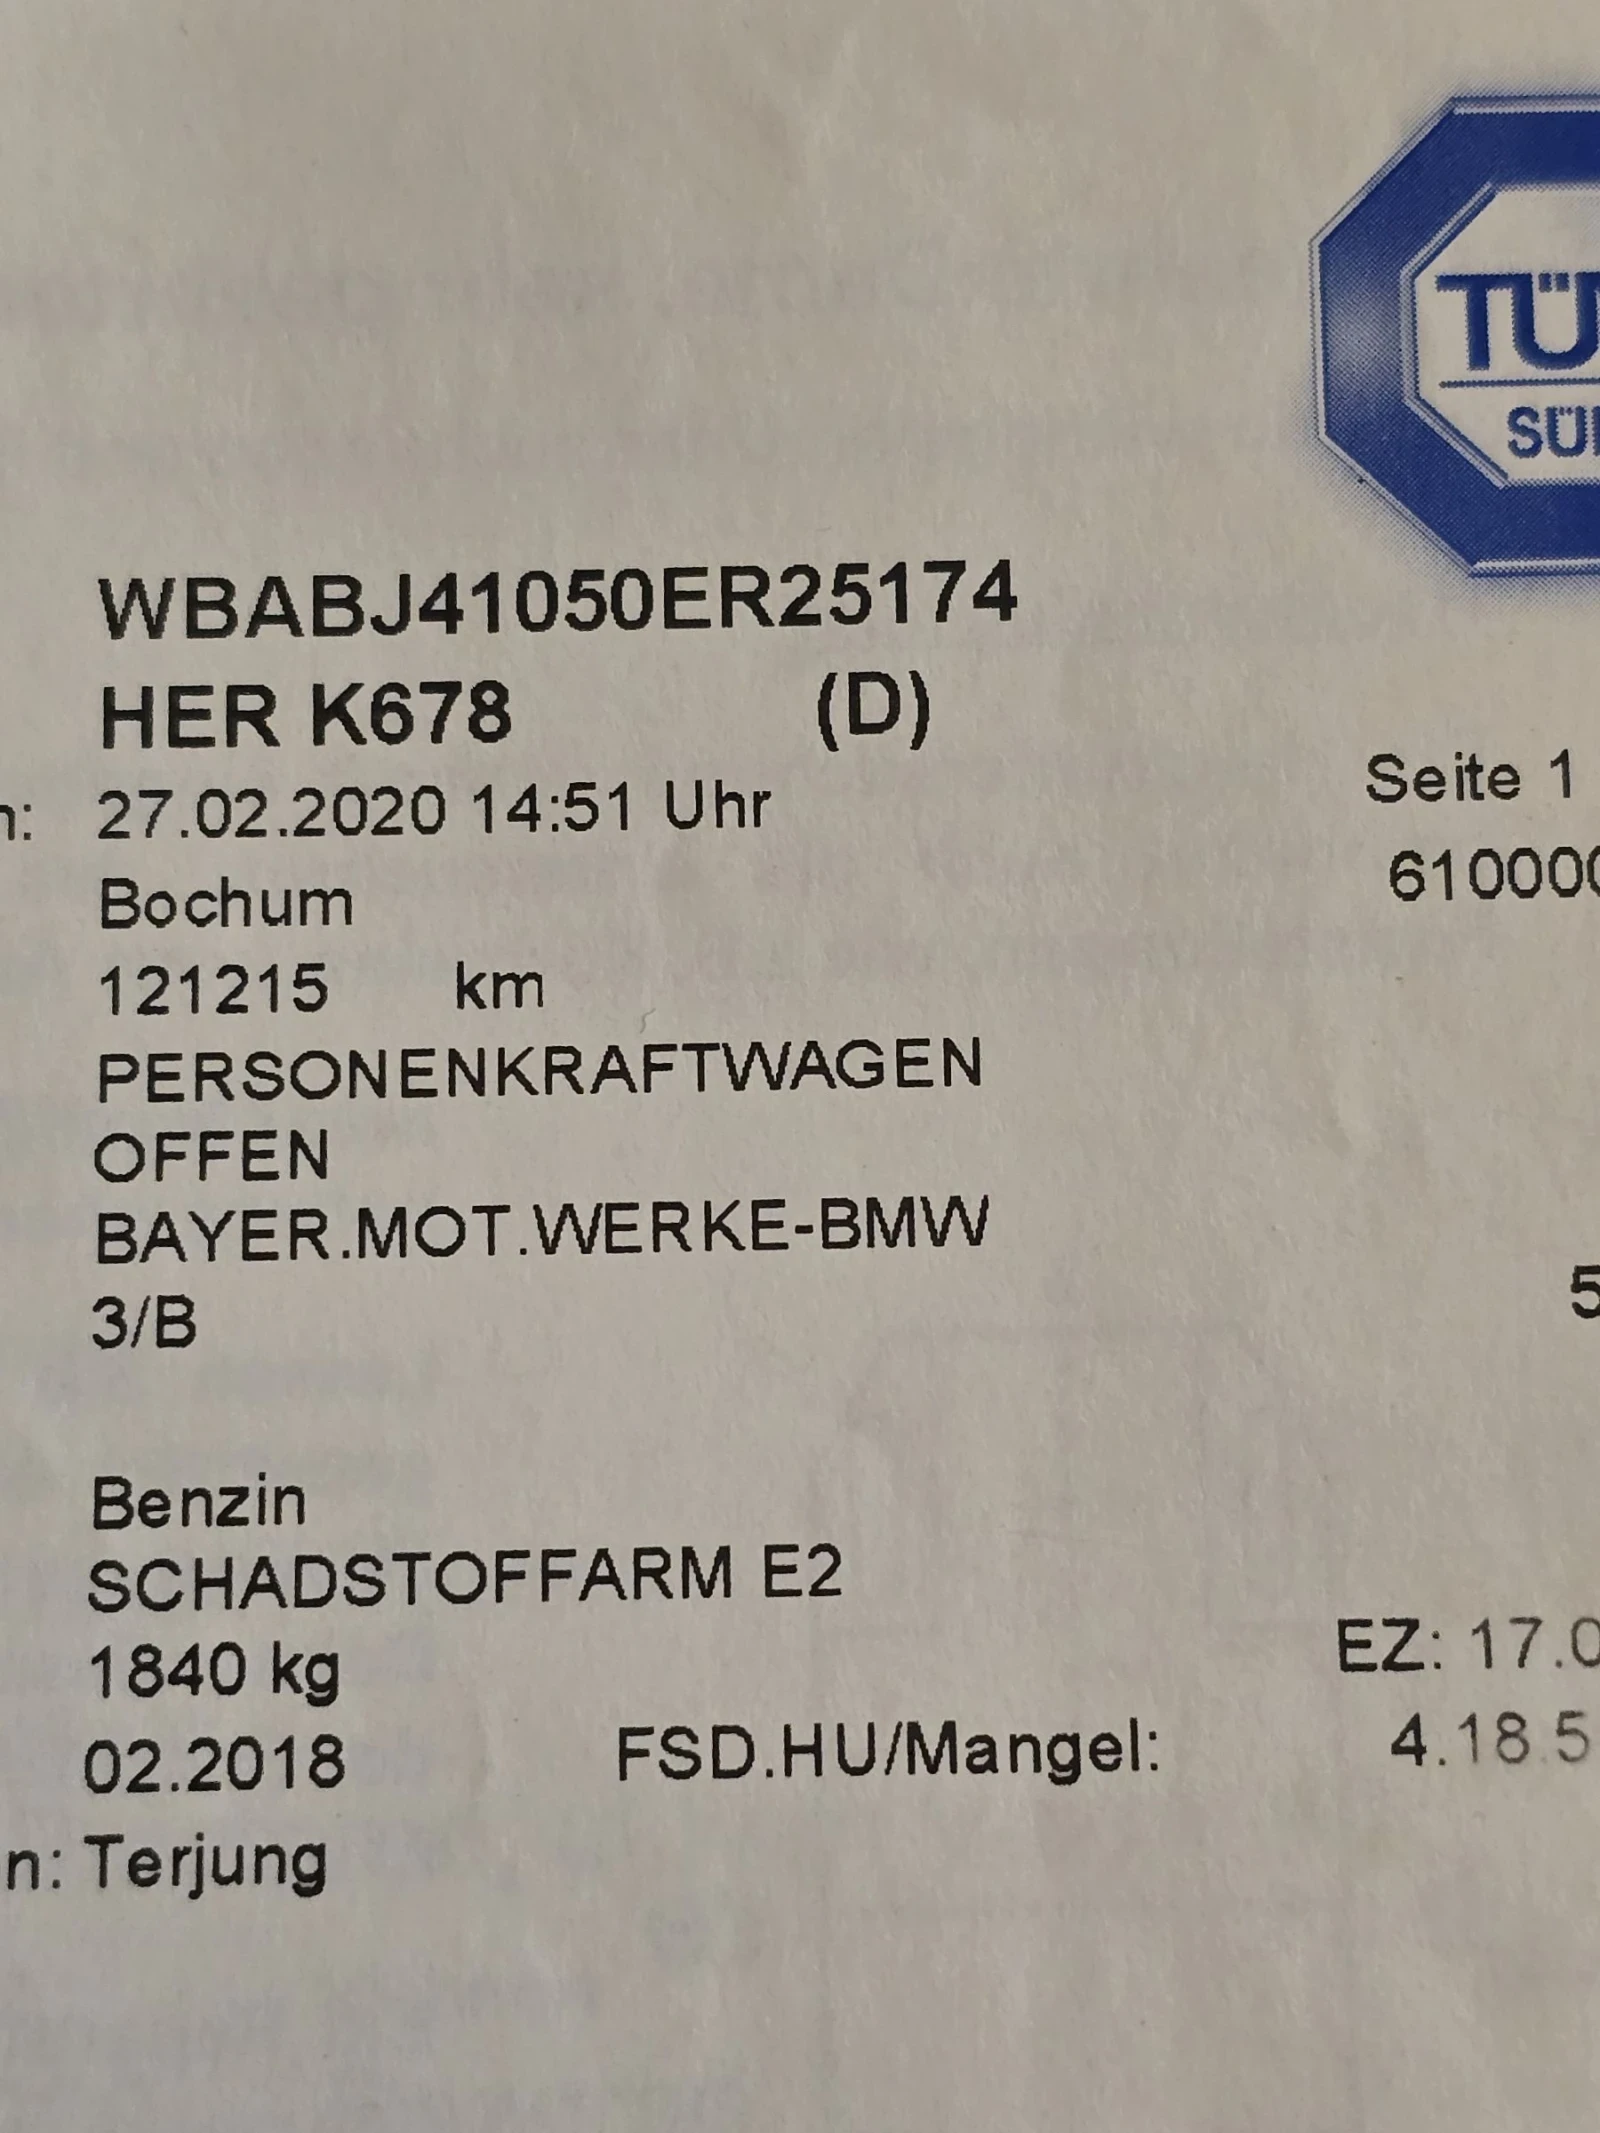 TÜ
SÜ
WBABJ41050ER25174
HER K678 (D)
n: 27.02.2020 14:51 Uhr Seite 1
Bochum 61000
121215 km
PERSONENKRAFTWAGEN
OFFEN
BAYER.MOT.WERKE-BMW
3/B 5
Benzin
SCHADSTOFFARM E2
1840 kg EZ: 17.0
02.2018 FSD.HU/Mangel: 4.18.5
n: Terjung